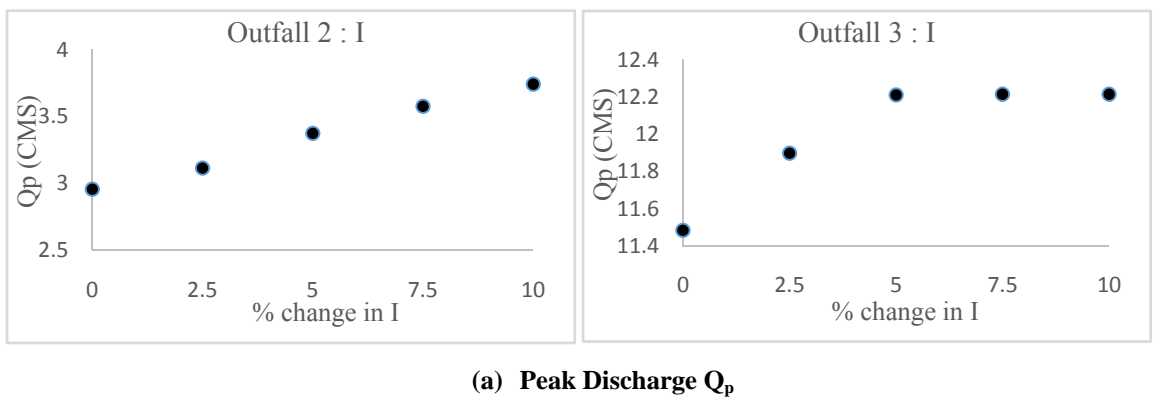 Outfall 2 : I
4
3.5
3
2.5
Qp (CMS)
0 2.5 5 7.5 10
% change in I
Outfall 3 : I
12.4
12.2
12
11.8
11.6
11.4
Qp (CMS)
0 2.5 5 7.5 10
% change in I
(a) Peak Discharge Qp